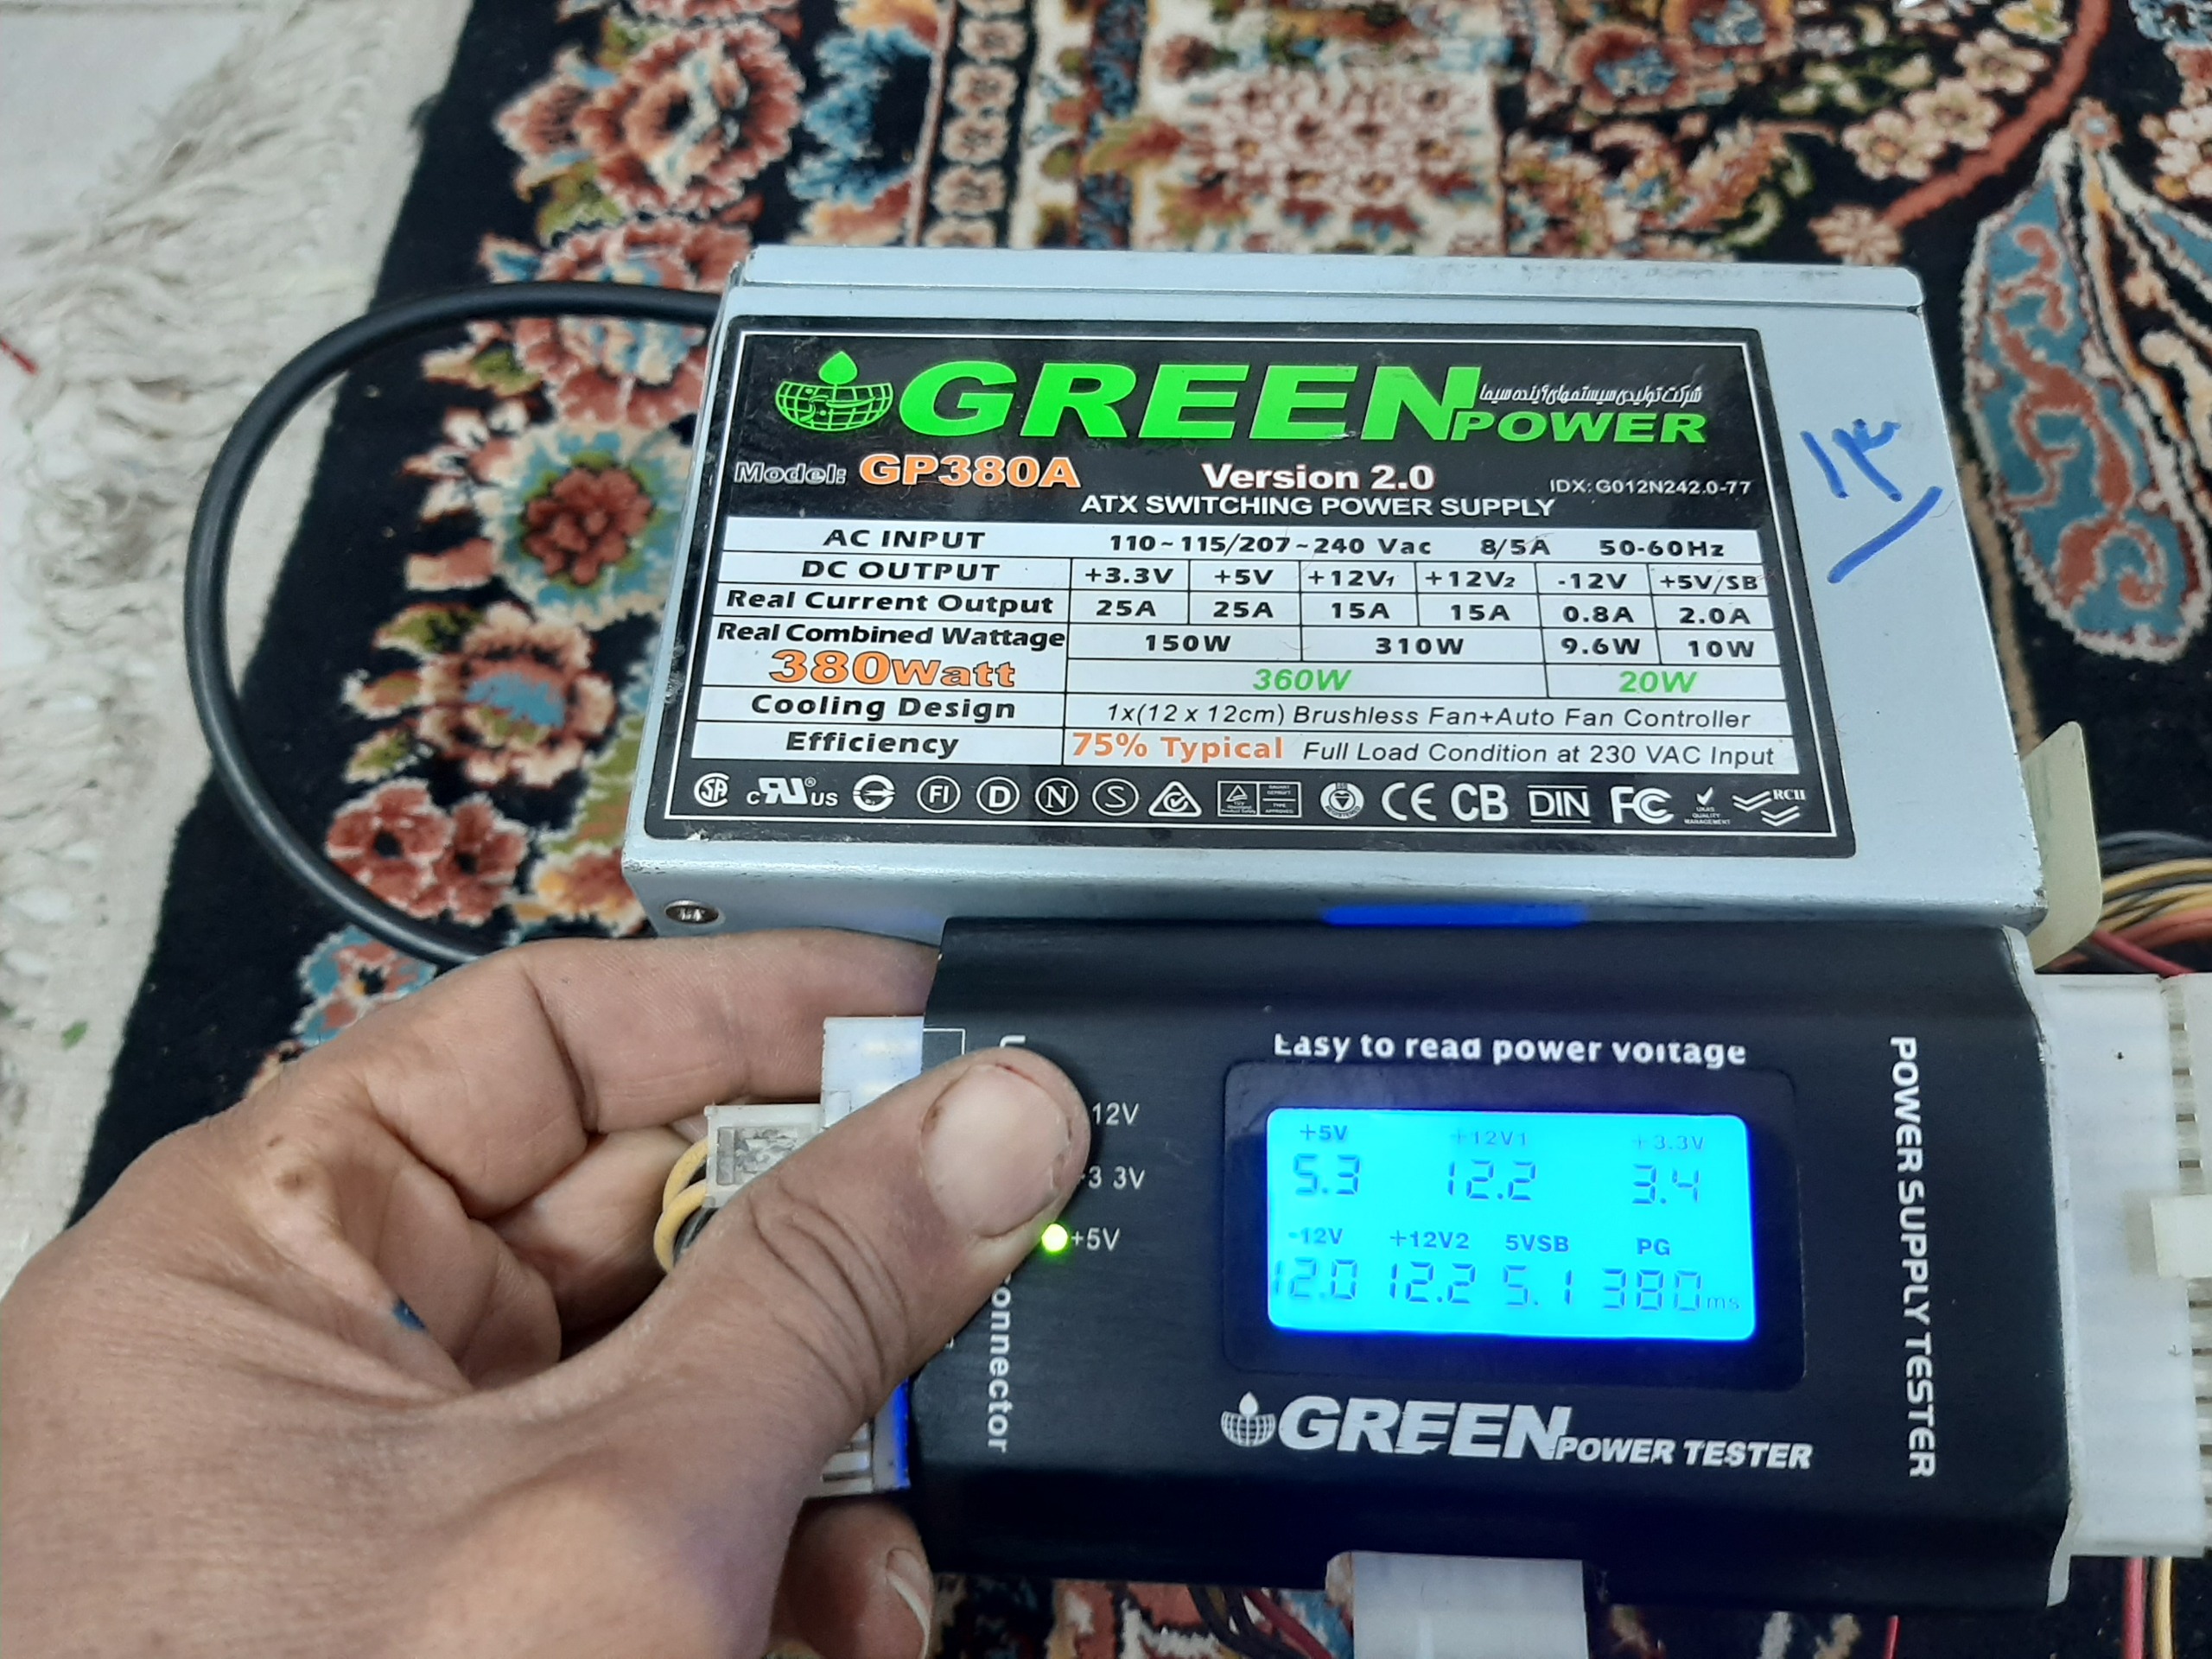 GREEN
شرکت تولیدی سیستمهای آینده سیما
POWER
۱۳
Model: GP380A Version 2.0 IDX: G012N242.0-77
ATX SWITCHING POWER SUPPLY
AC INPUT 110~115/207~240 Vac 8/5A 50-60Hz
DC OUTPUT +3.3V +5V +12V1 +12V2 -12V +5V/SB
Real Current Output 25A 25A 15A 15A 0.8A 2.0A
Real Combined Wattage 150W 310W 9.6W 10W
380Watt 360W 20W
Cooling Design 1x(12 x 12cm) Brushless Fan+Auto Fan Controller
Efficiency 75% Typical Full Load Condition at 230 VAC Input
c RU US FI D N S CE CB DIN FC RCII
Easy to read power voltage
12V
3 3V
+5V
onnector
+5V +12V1 +3.3V
5.3 12.2 3.4
-12V +12V2 5VSB PG
12.0 12.2 5.1 380ms
GREEN POWER TESTER
POWER SUPPLY TESTER